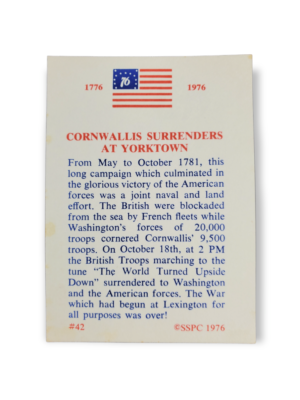 76
1776 1976
CORNWALLIS SURRENDERS
AT YORKTOWN
From May to October 1781, this
long campaign which culminated in
the glorious victory of the American
forces was a joint naval and land
effort. The British were blockaded
from the sea by French fleets while
Washington's forces of 20,000
troops cornered Cornwallis' 9,500
troops. On October 18th, at 2 PM
the British Troops marching to the
tune "The World Turned Upside
Down" surrendered to Washington
and the American forces. The War
which had begun at Lexington for
all purposes was over!
#42 ©SSPC 1976